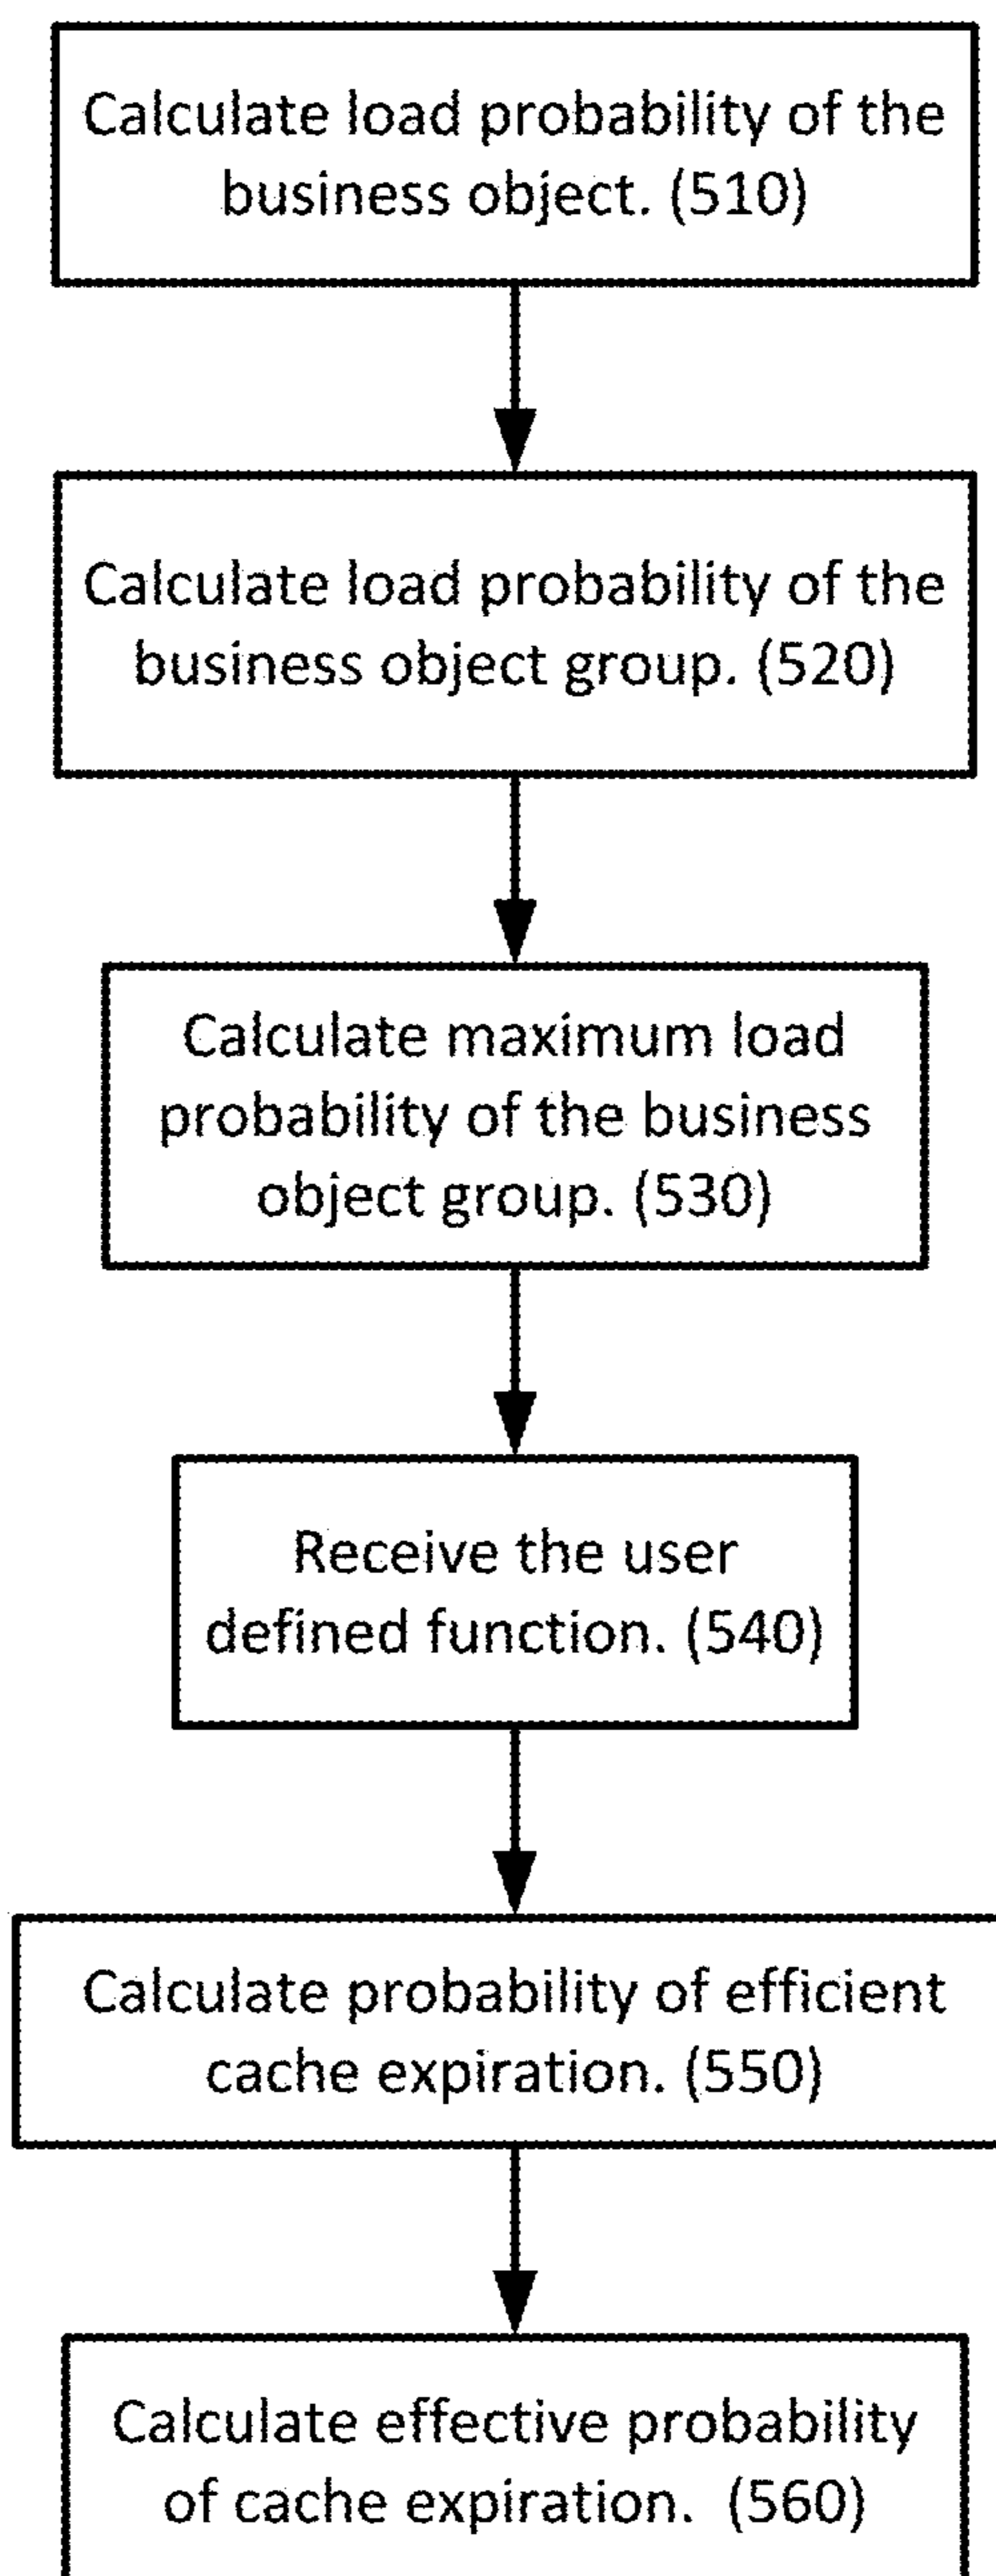 Calculate load probability of the
business object. (510)
Calculate load probability of the
business object group. (520)
Calculate maximum load
probability of the business
object group. (530)
Receive the user
defined function. (540)
Calculate probability of efficient
cache expiration. (550)
Calculate effective probability
of cache expiration. (560)